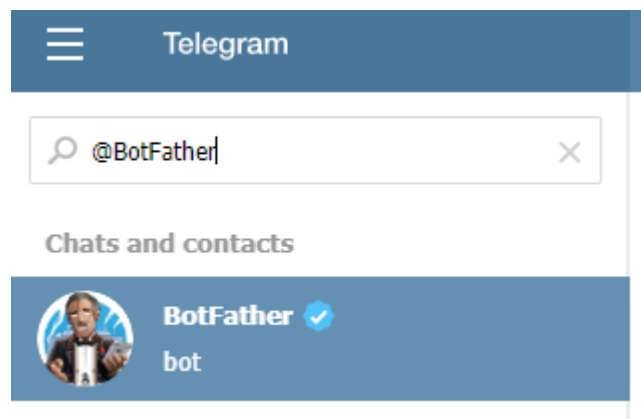 Telegram
@BotFather
Chats and contacts
BotFather
bot